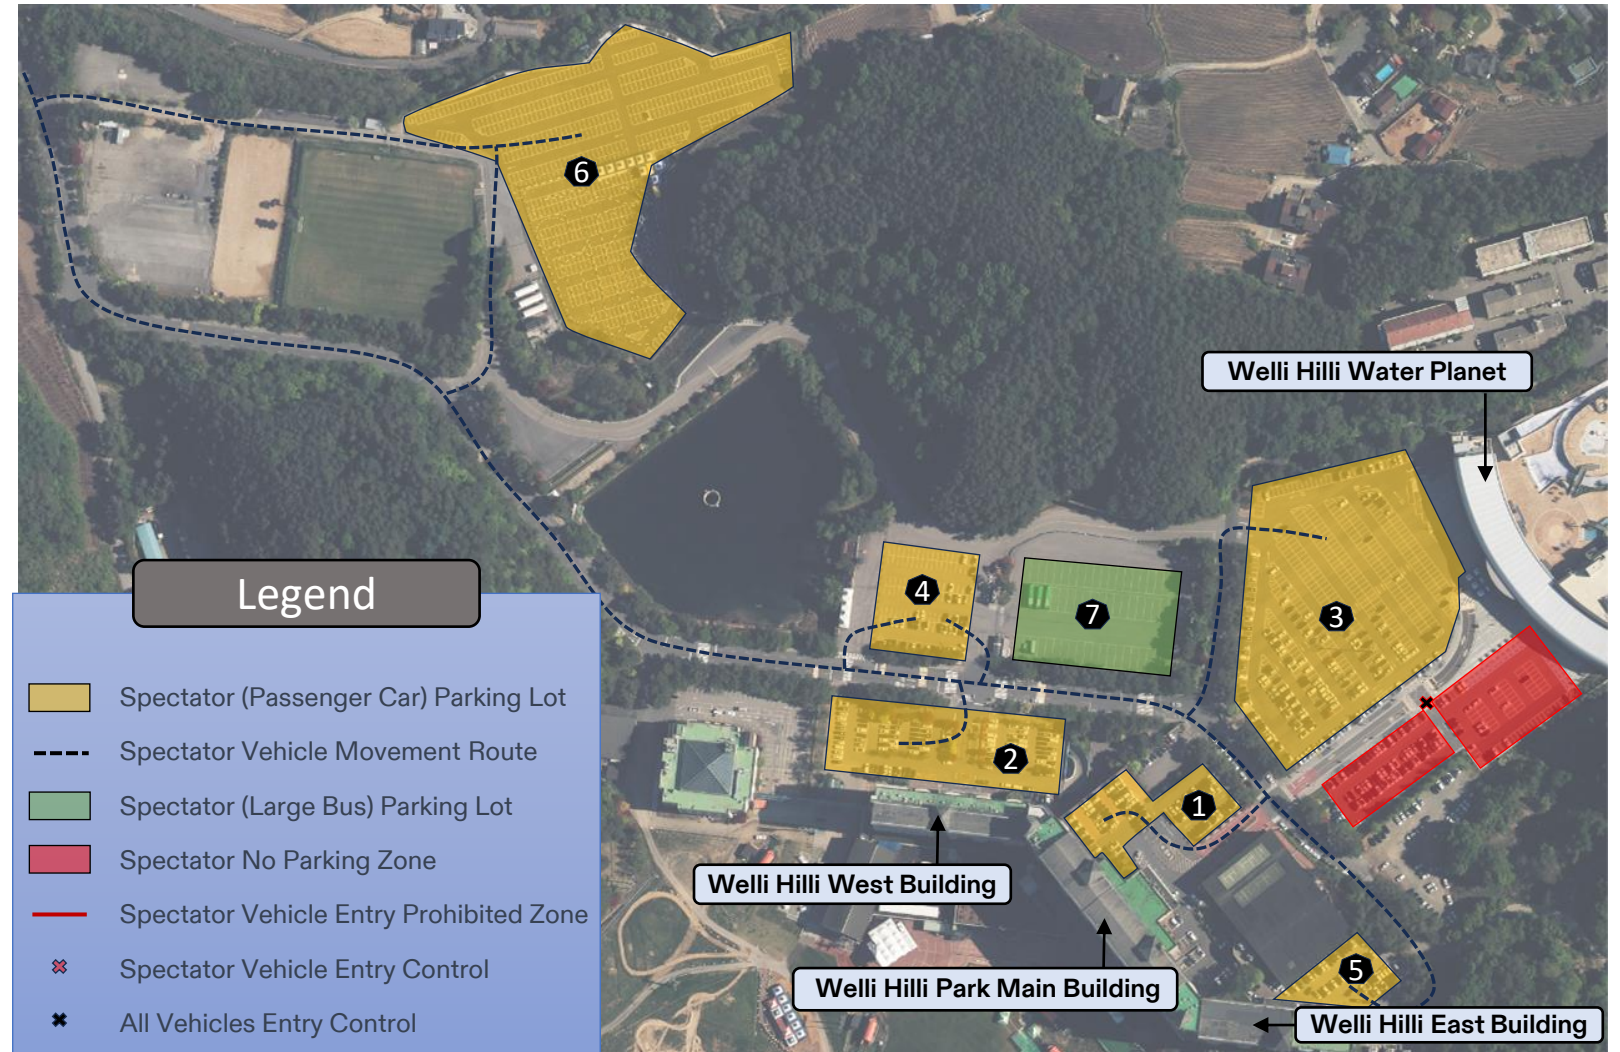 6
Welli Hilli Water Planet
4
7
3
2
1
Welli Hilli West Building
Welli Hilli Park Main Building
5
Welli Hilli East Building
Legend
Spectator (Passenger Car) Parking Lot
Spectator Vehicle Movement Route
Spectator (Large Bus) Parking Lot
Spectator No Parking Zone
Spectator Vehicle Entry Prohibited Zone
Spectator Vehicle Entry Control
All Vehicles Entry Control